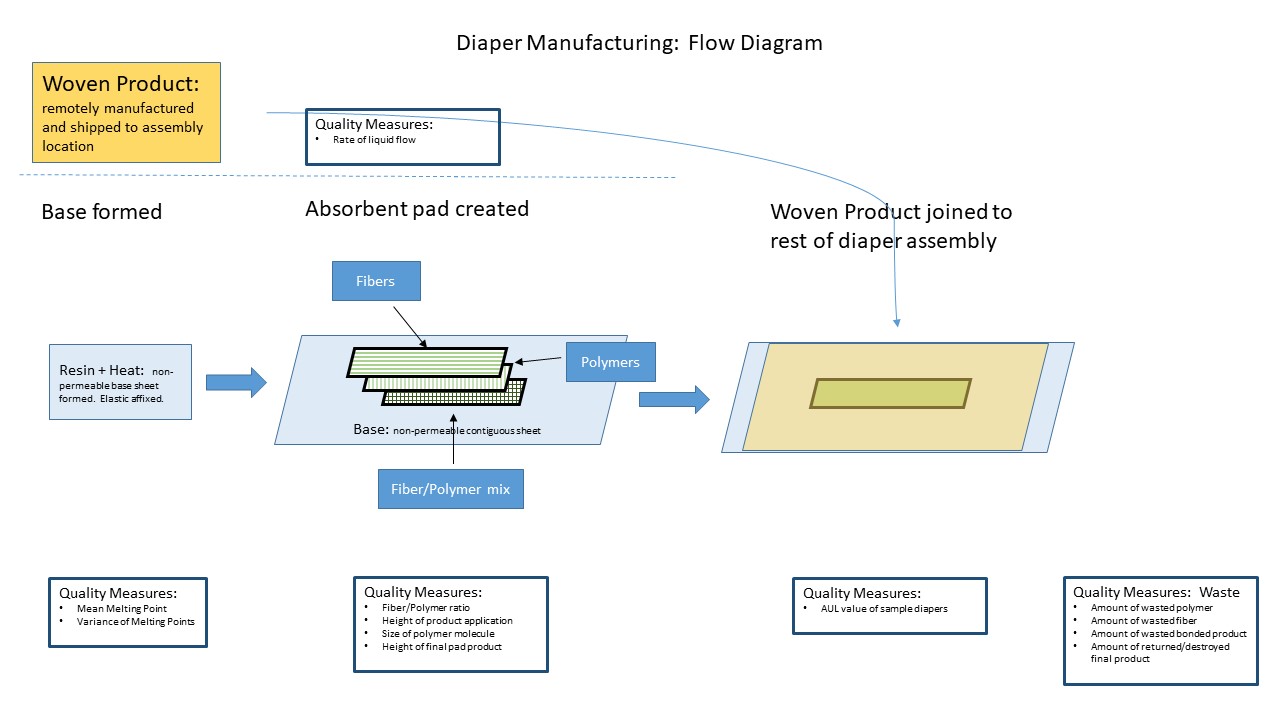 Diaper Manufacturing: Flow Diagram
Woven Product:
remotely manufactured
and shipped to assembly
location
Quality Measures:
• Rate of liquid flow
Base formed
Absorbent pad created
Woven Product joined to
rest of diaper assembly
Fibers
Polymers
Resin + Heat: non-
permeable base sheet
formed. Elastic affixed.
Base: non-permeable contiguous sheet
Fiber/Polymer mix
Quality Measures:
• Mean Melting Point
• Variance of Melting Points
Quality Measures:
• Fiber/Polymer ratio
• Height of product application
• Size of polymer molecule
• Height of final pad product
Quality Measures:
• AUL value of sample diapers
Quality Measures: Waste
• Amount of wasted polymer
• Amount of wasted fiber
• Amount of wasted bonded product
• Amount of returned/destroyed
final product